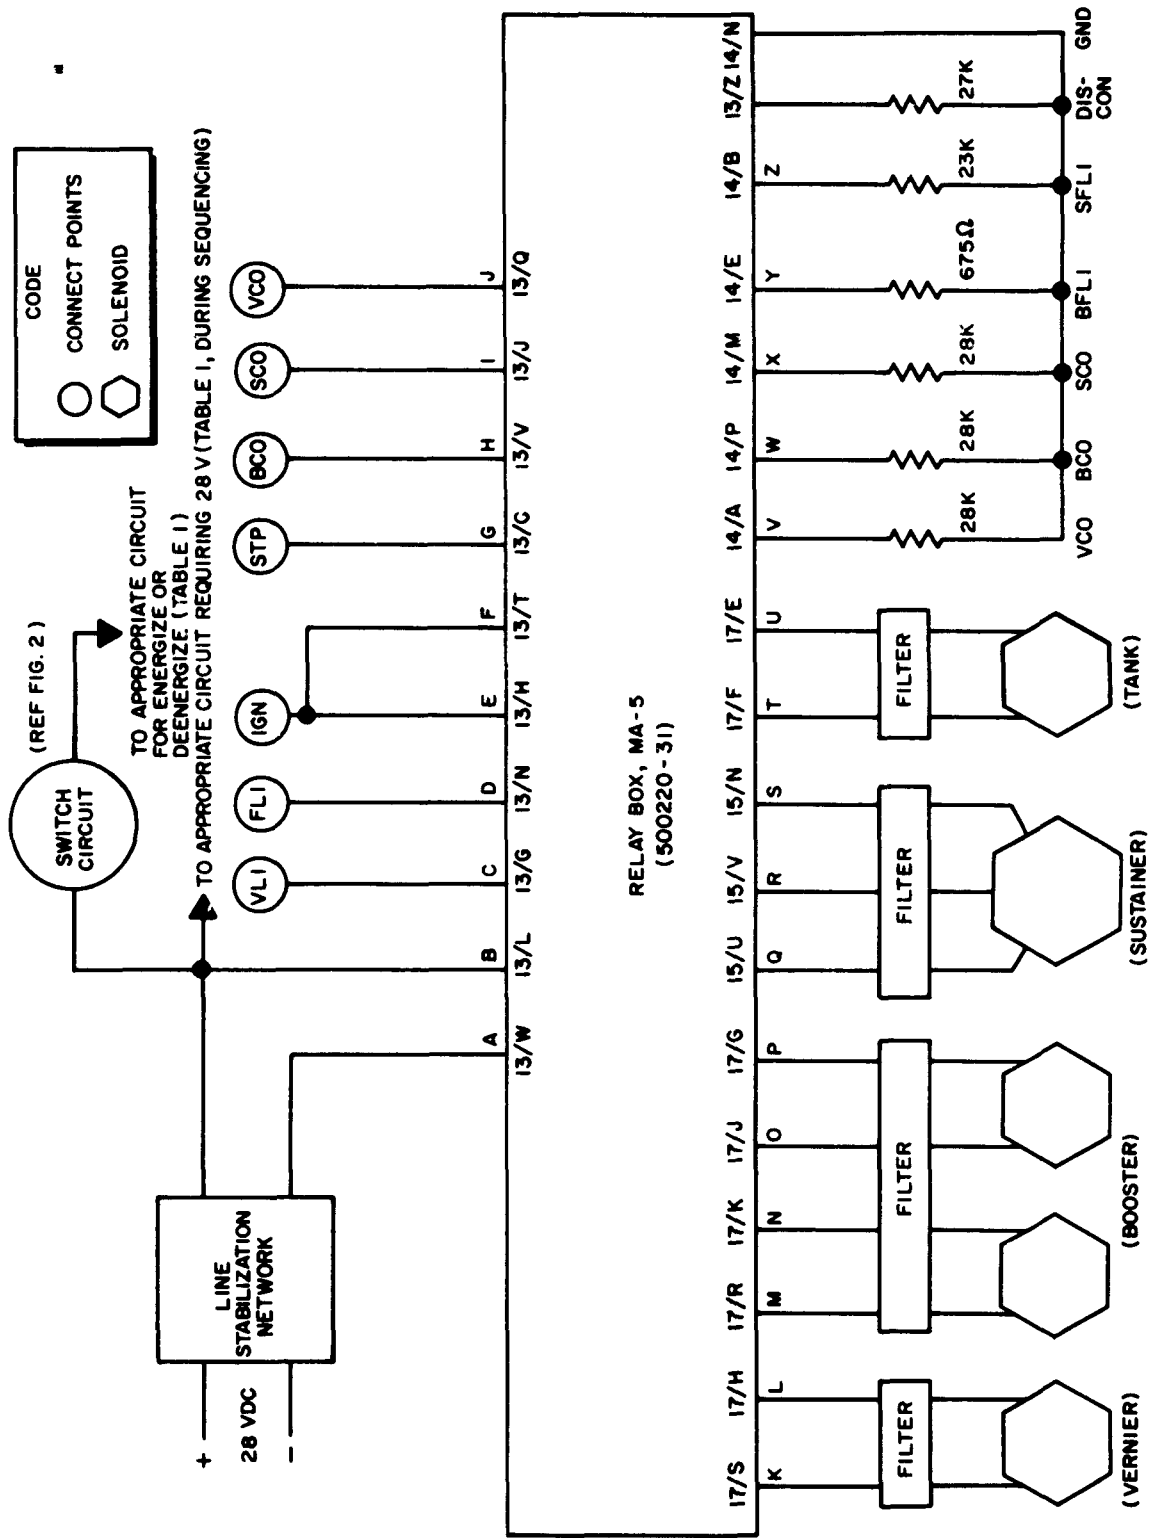 CODE
CONNECT POINTS
SOLENOID
(REF FIG. 2)
SWITCH
CIRCUIT
TO APPROPRIATE CIRCUIT
FOR ENERGIZE OR
DEENERGIZE (TABLE I)
TO APPROPRIATE CIRCUIT REQUIRING 28 V (TABLE I, DURING SEQUENCING)
+
28 VDC
-
LINE
STABILIZATION
NETWORK
VLI
FLI
IGN
STP
BCO
SCO
VCO
A
B
C
D
E
F
G
H
I
J
13/W
13/L
13/G
13/N
13/H
13/T
13/C
13/V
13/J
13/Q
RELAY BOX, MA-5
(500220-31)
17/S
17/H
17/R
17/K
17/J
17/G
15/U
15/V
15/N
17/F
17/E
14/A
14/P
14/M
14/E
14/B
13/Z
14/N
K
L
M
N
O
P
Q
R
S
T
U
V
W
X
Y
Z
FILTER
FILTER
FILTER
FILTER
28K
28K
28K
675Ω
23K
27K
(VERNIER)
(BOOSTER)
(SUSTAINER)
(TANK)
VCO
BCO
SCO
BFLI
SFLI
DIS-
CON
GND